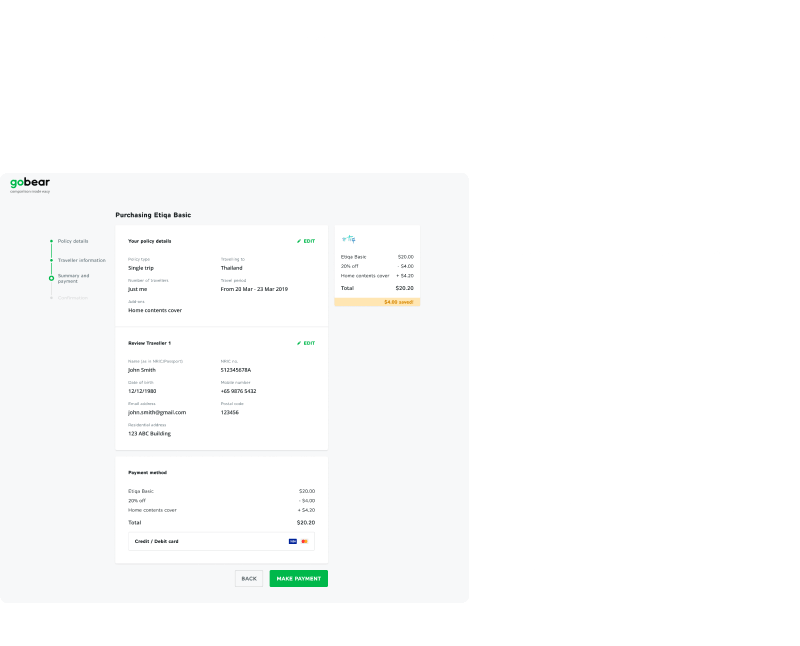 gobear
comparison made easy
Purchasing Etiqa Basic
Policy details
Traveller information
Summary and
payment
Confirmation
Your policy details
EDIT
Policy type
Travelling to
Single trip
Thailand
Number of travellers
Travel period
Just me
From 20 Mar - 23 Mar 2019
Add-ons
Home contents cover
Review Traveller 1
EDIT
Name (as in NRIC/Passport)
NRIC no.
John Smith
S12345678A
Date of birth
Mobile number
12/12/1980
+65 9876 5432
Email address
Postal code
john.smith@gmail.com
123456
Residential address
123 ABC Building
Payment method
Etiqa Basic
$20.00
20% off
- $4.00
Home contents cover
+ $4.20
Total
$20.20
Credit / Debit card
BACK
MAKE PAYMENT
etiqa
Etiqa Basic
$20.00
20% off
- $4.00
Home contents cover
+ $4.20
Total
$20.20
$4.00 saved!